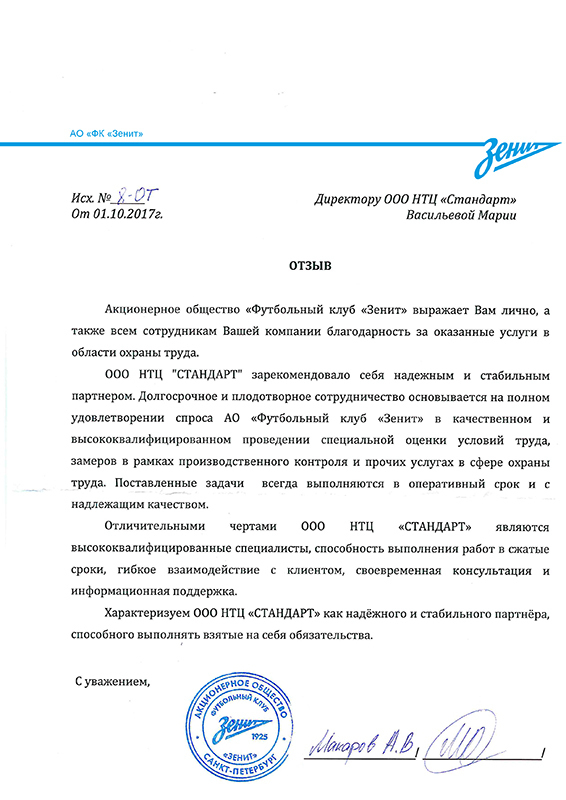 АО «ФК «Зенит»
Зенит
Исх. № 8-ОТ
От 01.10.2017г.
Директору ООО НТЦ «Стандарт»
Васильевой Марии
ОТЗЫВ
Акционерное общество «Футбольный клуб «Зенит» выражает Вам лично, а
также всем сотрудникам Вашей компании благодарность за оказанные услуги в
области охраны труда.
ООО НТЦ "СТАНДАРТ" зарекомендовало себя надежным и стабильным
партнером. Долгосрочное и плодотворное сотрудничество основывается на полном
удовлетворении спроса АО «Футбольный клуб «Зенит» в качественном и
высококвалифицированном проведении специальной оценки условий труда,
замеров в рамках производственного контроля и прочих услугах в сфере охраны
труда. Поставленные задачи всегда выполняются в оперативный срок и с
надлежащим качеством.
Отличительными чертами ООО НТЦ «СТАНДАРТ» являются
высококвалифицированные специалисты, способность выполнения работ в сжатые
сроки, гибкое взаимодействие с клиентом, своевременная консультация и
информационная поддержка.
Характеризуем ООО НТЦ «СТАНДАРТ» как надёжного и стабильного партнёра,
способного выполнять взятые на себя обязательства.
С уважением,
АКЦИОНЕРНОЕ ОБЩЕСТВО
ФУТБОЛЬНЫЙ КЛУБ
Зенит
1925
«ЗЕНИТ»
САНКТ-ПЕТЕРБУРГ
Макаров А.В. / /